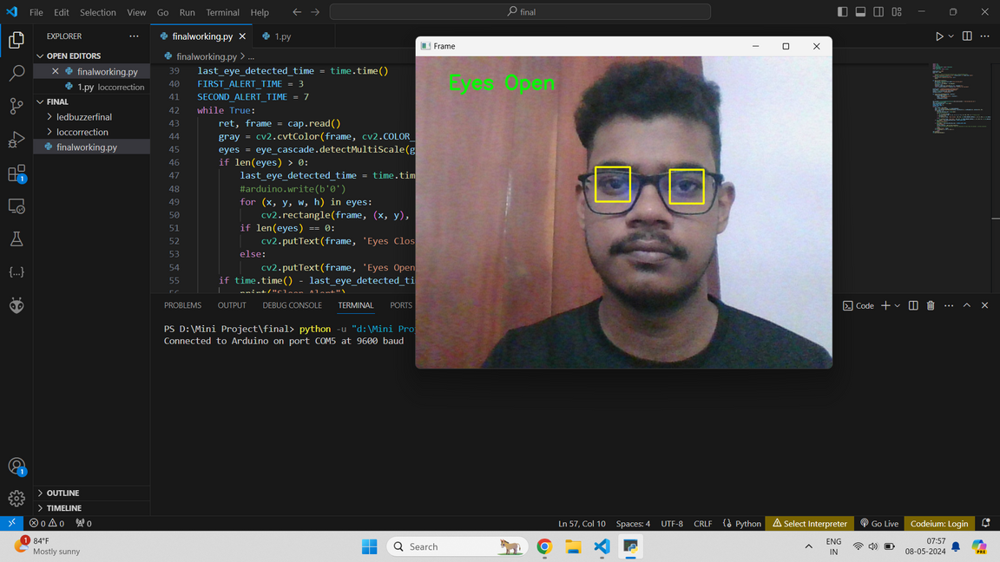 File Edit Selection View Go Run Terminal Help
final
EXPLORER
OPEN EDITORS
finalworking.py
1.py loccorrection
FINAL
ledbuzzerfinal
loccorrection
finalworking.py
OUTLINE
TIMELINE
finalworking.py 1.py
finalworking.py > ...
39 last_eye_detected_time = time.time()
40 FIRST_ALERT_TIME = 3
41 SECOND_ALERT_TIME = 7
42 while True:
43 ret, frame = cap.read()
44 gray = cv2.cvtColor(frame, cv2.COLOR_
45 eyes = eye_cascade.detectMultiScale(g
46 if len(eyes) > 0:
47 last_eye_detected_time = time.tim
48 #arduino.write(b'0')
49 for (x, y, w, h) in eyes:
50 cv2.rectangle(frame, (x, y),
51 if len(eyes) == 0:
52 cv2.putText(frame, 'Eyes Clos
53 else:
54 cv2.putText(frame, 'Eyes Open
55 if time.time() - last_eye_detected_ti
Frame
Eyes Open
PROBLEMS OUTPUT DEBUG CONSOLE TERMINAL PORTS
Code
PS D:\Mini Project\final> python -u "d:\Mini Pro
Connected to Arduino on port COM5 at 9600 baud
1
1
0 0 0
Ln 57, Col 10 Spaces: 4 UTF-8 CRLF Python Select Interpreter Go Live Codeium: Login
1
84°F
Mostly sunny
Search
ENG
IN
07:57
08-05-2024
PRE